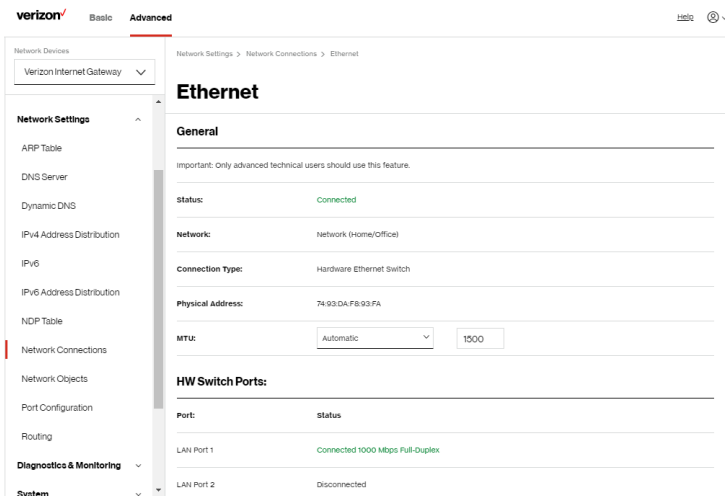 verizon✓ Basic Advanced Help
Network Devices
Verizon Internet Gateway
Network Settings
ARP Table
DNS Server
Dynamic DNS
IPv4 Address Distribution
IPv6
IPv6 Address Distribution
NDP Table
Network Connections
Network Objects
Port Configuration
Routing
Diagnostics & Monitoring
System
Network Settings > Network Connections > Ethernet
Ethernet
General
Important: Only advanced technical users should use this feature.
Status: Connected
Network: Network (Home/Office)
Connection Type: Hardware Ethernet Switch
Physical Address: 74:93:DA:F8:93:FA
MTU: Automatic 1500
HW Switch Ports:
Port: Status
LAN Port 1 Connected 1000 Mbps Full-Duplex
LAN Port 2 Disconnected